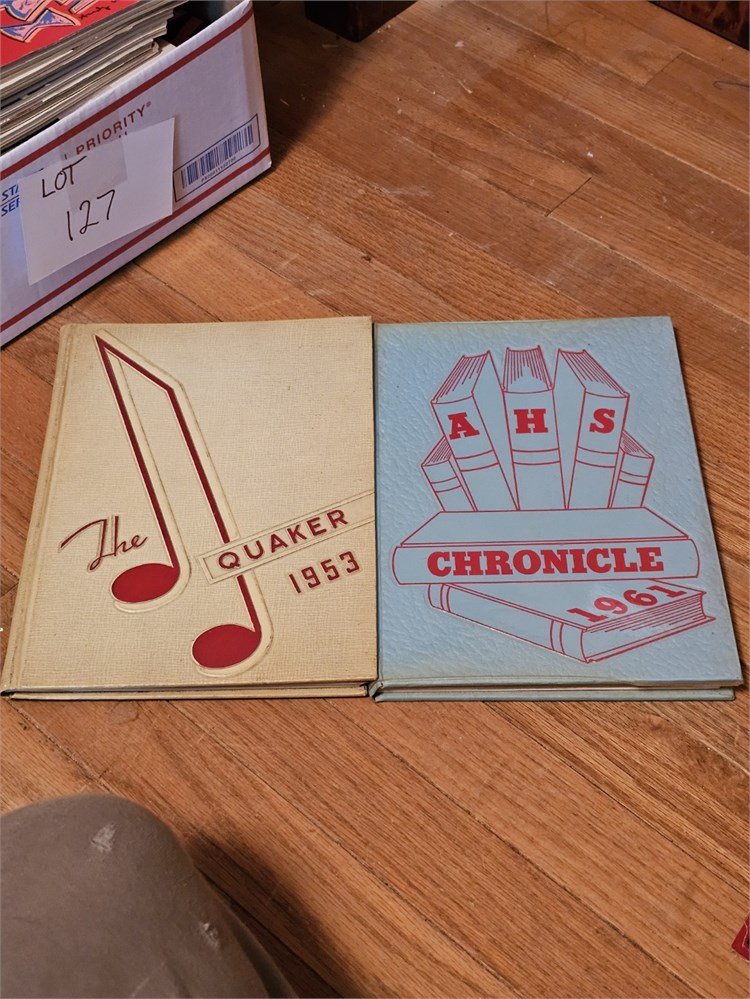 PRIORITY®
LOT
127
The
QUAKER
1953
A H S
CHRONICLE
1961